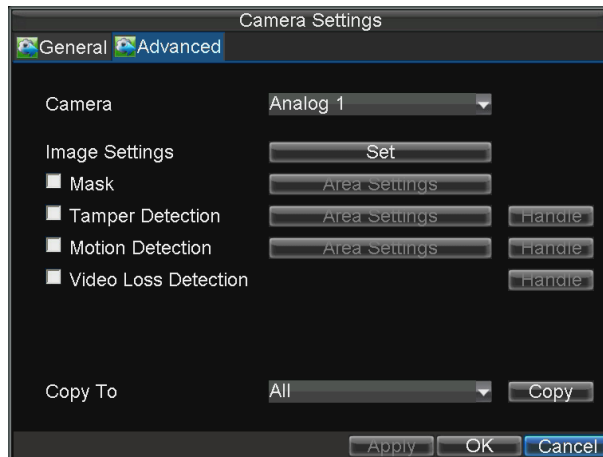 Camera Settings
General Advanced
Camera Analog 1
Image Settings Set
Mask Area Settings
Tamper Detection Area Settings Handle
Motion Detection Area Settings Handle
Video Loss Detection Handle
Copy To All Copy
Apply OK Cancel